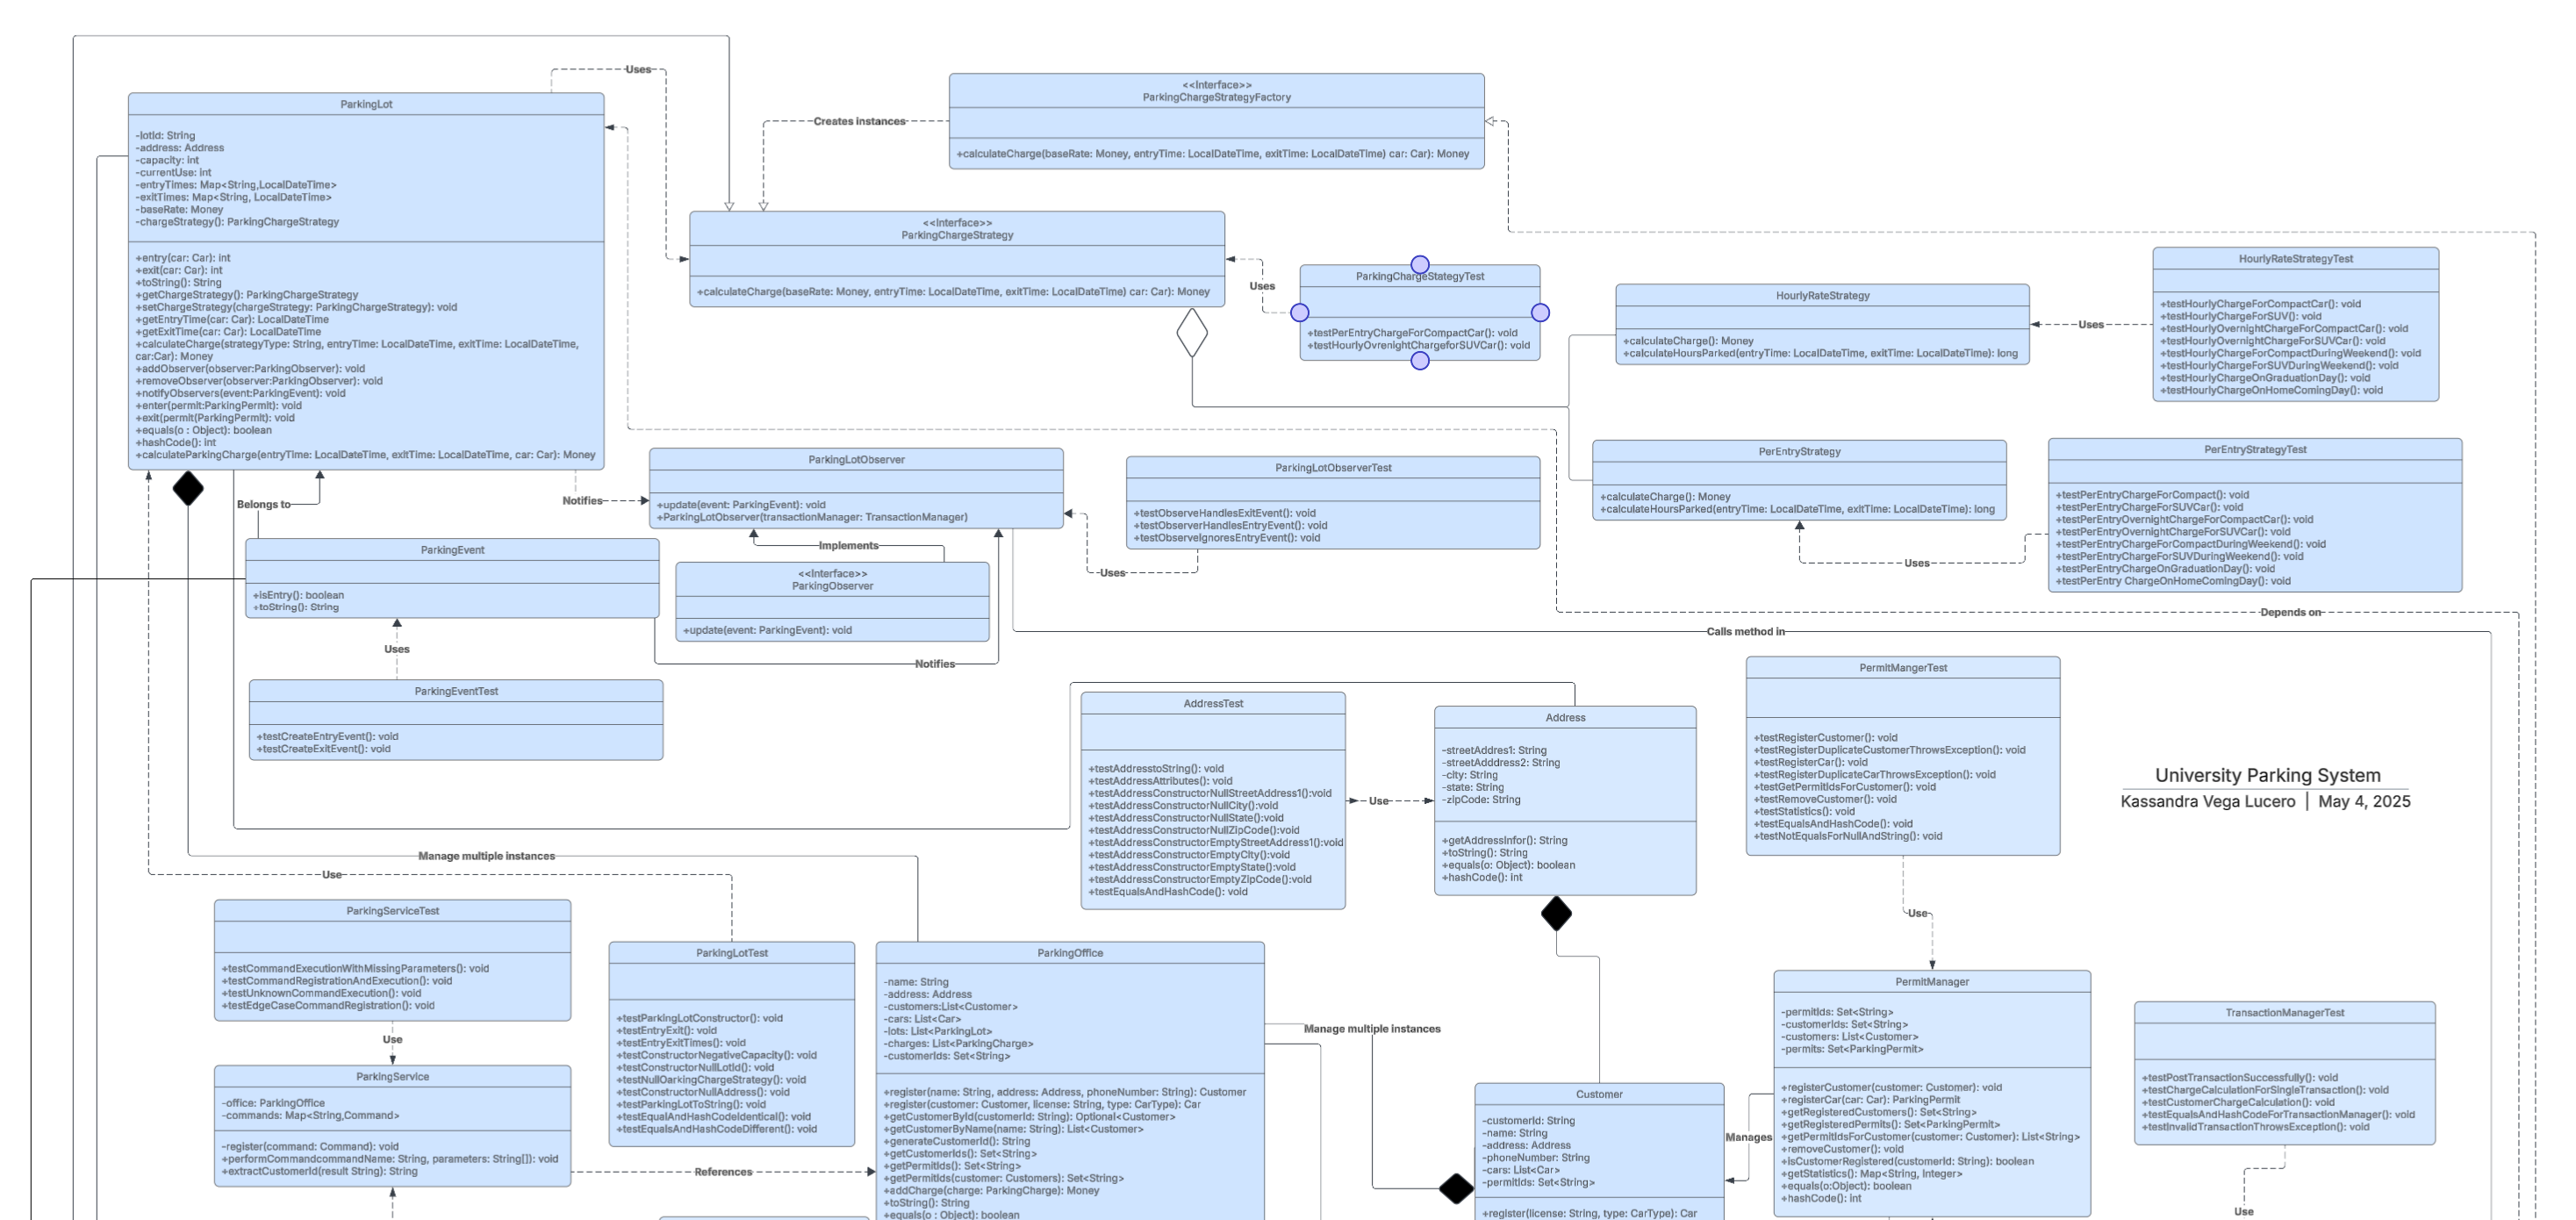 Uses
ParkingLot
-lotId: String
-address: Address
-capacity: int
-currentUse: int
-entryTimes: Map<String,LocalDateTime>
-exitTimes: Map<String, LocalDateTime>
-baseRate: Money
-chargeStrategy(): ParkingChargeStrategy
+entry(car: Car): int
+exit(car: Car): int
+toString(): String
+getChargeStrategy(): ParkingChargeStrategy
+setChargeStrategy(chargeStrategy: ParkingChargeStrategy): void
+getEntryTime(car: Car): LocalDateTime
+getExitTime(car: Car): LocalDateTime
+calculateCharge(strategyType: String, entryTime: LocalDateTime, exitTime: LocalDateTime,
car:Car): Money
+addObserver(observer:ParkingObserver): void
+removeObserver(observer:ParkingObserver): void
+notifyObservers(event:ParkingEvent): void
+enter(permit:ParkingPermit): void
+exit(permit(ParkingPermit): void
+equals(o : Object): boolean
+hashCode(): int
+calculateParkingCharge(entryTime: LocalDateTime, exitTime: LocalDateTime, car: Car): Money
<<Interface>>
ParkingChargeStrategyFactory
+calculateCharge(baseRate: Money, entryTime: LocalDateTime, exitTime: LocalDateTime) car: Car): Money
Creates instances
<<Interface>>
ParkingChargeStrategy
+calculateCharge(baseRate: Money, entryTime: LocalDateTime, exitTime: LocalDateTime) car: Car): Money
Uses
ParkingChargeStategyTest
+testPerEntryChargeForCompactCar(): void
+testHourlyOvrenightChargeforSUVCar(): void
HourlyRateStrategy
+calculateCharge(): Money
+calculateHoursParked(entryTime: LocalDateTime, exitTime: LocalDateTime): long
Uses
HourlyRateStrategyTest
+testHourlyChargeForCompactCar(): void
+testHourlyChargeForSUV(): void
+testHourlyOvernightChargeForCompactCar(): void
+testHourlyOvernightChargeForSUVCar(): void
+testHourlyChargeForCompactDuringWeekend(): void
+testHourlyChargeForSUVDuringWeekend(): void
+testHourlyChargeOnGraduationDay(): void
+testHourlyChargeOnHomeComingDay(): void
PerEntryStrategy
+calculateCharge(): Money
+calculateHoursParked(entryTime: LocalDateTime, exitTime: LocalDateTime): long
Uses
PerEntryStrategyTest
+testPerEntryChargeForCompact(): void
+testPerEntryChargeForSUVCar(): void
+testPerEntryOvernightChargeForCompactCar(): void
+testPerEntryOvernightChargeForSUVCar(): void
+testPerEntryChargeForCompactDuringWeekend(): void
+testPerEntryChargeForSUVDuringWeekend(): void
+testPerEntryChargeOnGraduationDay(): void
+testPerEntry ChargeOnHomeComingDay(): void
Belongs to
Notifies
ParkingLotObserver
+update(event: ParkingEvent): void
+ParkingLotObserver(transactionManager: TransactionManager)
ParkingLotObserverTest
+testObserveHandlesExitEvent(): void
+testObserverHandlesEntryEvent(): void
+testObserveIgnoresEntryEvent(): void
Uses
Implements
<<Interface>>
ParkingObserver
+update(event: ParkingEvent): void
ParkingEvent
+isEntry(): boolean
+toString(): String
Uses
Notifies
Depends on
Calls method in
ParkingEventTest
+testCreateEntryEvent(): void
+testCreateExitEvent(): void
AddressTest
+testAddresstoString(): void
+testAddressAttributes(): void
+testAddressConstructorNullStreetAddress1():void
+testAddressConstructorNullCity():void
+testAddressConstructorNullState():void
+testAddressConstructorNullZipCode():void
+testAddressConstructorEmptyStreetAddress1():void
+testAddressConstructorEmptyCIty():void
+testAddressConstructorEmptyState():void
+testAddressConstructorEmptyZipCode():void
+testEqualsAndHashCode(): void
Use
Address
-streetAddres1: String
-streetAdddress2: String
-city: String
-state: String
-zipCode: String
+getAddressInfor(): String
+toString(): String
+equals(o: Object): boolean
+hashCode(): int
PermitMangerTest
+testRegisterCustomer(): void
+testRegisterDuplicateCustomerThrowsException(): void
+testRegisterCar(): void
+testRegisterDuplicateCarThrowsException(): void
+testGetPermitIdsForCustomer(): void
+testRemoveCustomer(): void
+testStatistics(): void
+testEqualsAndHashCode(): void
+testNotEqualsForNullAndString(): void
University Parking System
Kassandra Vega Lucero | May 4, 2025
Manage multiple instances
Use
ParkingServiceTest
+testCommandExecutionWithMissingParameters(): void
+testCommandRegistrationAndExecution(): void
+testUnknownCommandExecution(): void
+testEdgeCaseCommandRegistration(): void
Use
ParkingService
-office: ParkingOffice
-commands: Map<String,Command>
-register(command: Command): void
+performCommandcommandName: String, parameters: String[]): void
+extractCustomerId(result String): String
References
ParkingLotTest
+testParkingLotConstructor(): void
+testEntryExit(): void
+testEntryExitTimes(): void
+testConstructorNegativeCapacity(): void
+testConstructorNullLotId(): void
+testNullOarkingChargeStrategy(): void
+testConstructorNullAddress(): void
+testParkingLotToString(): void
+testEqualAndHashCodeIdentical(): void
+testEqualsAndHashCodeDifferent(): void
ParkingOffice
-name: String
-address: Address
-customers:List<Customer>
-cars: List<Car>
-lots: List<ParkingLot>
-charges: List<ParkingCharge>
-customerIds: Set<String>
+register(name: String, address: Address, phoneNumber: String): Customer
+register(customer: Customer, license: String, type: CarType): Car
+getCustomerById(customerId: String): Optional<Customer>
+getCustomerByName(name: String): List<Customer>
+generateCustomerId(): String
+getCustomerIds(): Set<String>
+getPermitIds(): Set<String>
+getPermitIds(customer: Customers): Set<String>
+addCharge(charge: ParkingCharge): Money
+toString(): String
+equals(o : Object): boolean
Manage multiple instances
Customer
-customerId: String
-name: String
-address: Address
-phoneNumber: String
-cars: List<Car>
-permitIds: Set<String>
+register(license: String, type: CarType): Car
Manages
Use
PermitManager
-permitIds: Set<String>
-customerIds: Set<String>
-customers: List<Customer>
-permits: Set<ParkingPermit>
+registerCustomer(customer: Customer): void
+registerCar(car: Car): ParkingPermit
+getRegisteredCustomers(): Set<String>
+getRegisteredPermits(): Set<ParkingPermit>
+getPermitIdsForCustomer(customer: Customer): List<String>
+removeCustomer(): void
+isCustomerRegistered(customerId: String): boolean
+getStatistics(): Map<String, Integer>
+equals(o:Object): boolean
+hashCode(): int
TransactionManagerTest
+testPostTransactionSuccessfully(): void
+testChargeCalculationForSingleTransaction(): void
+testCustomerChargeCalculation(): void
+testEqualsAndHashCodeForTransactionManager(): void
+testInvalidTransactionThrowsException(): void
Use